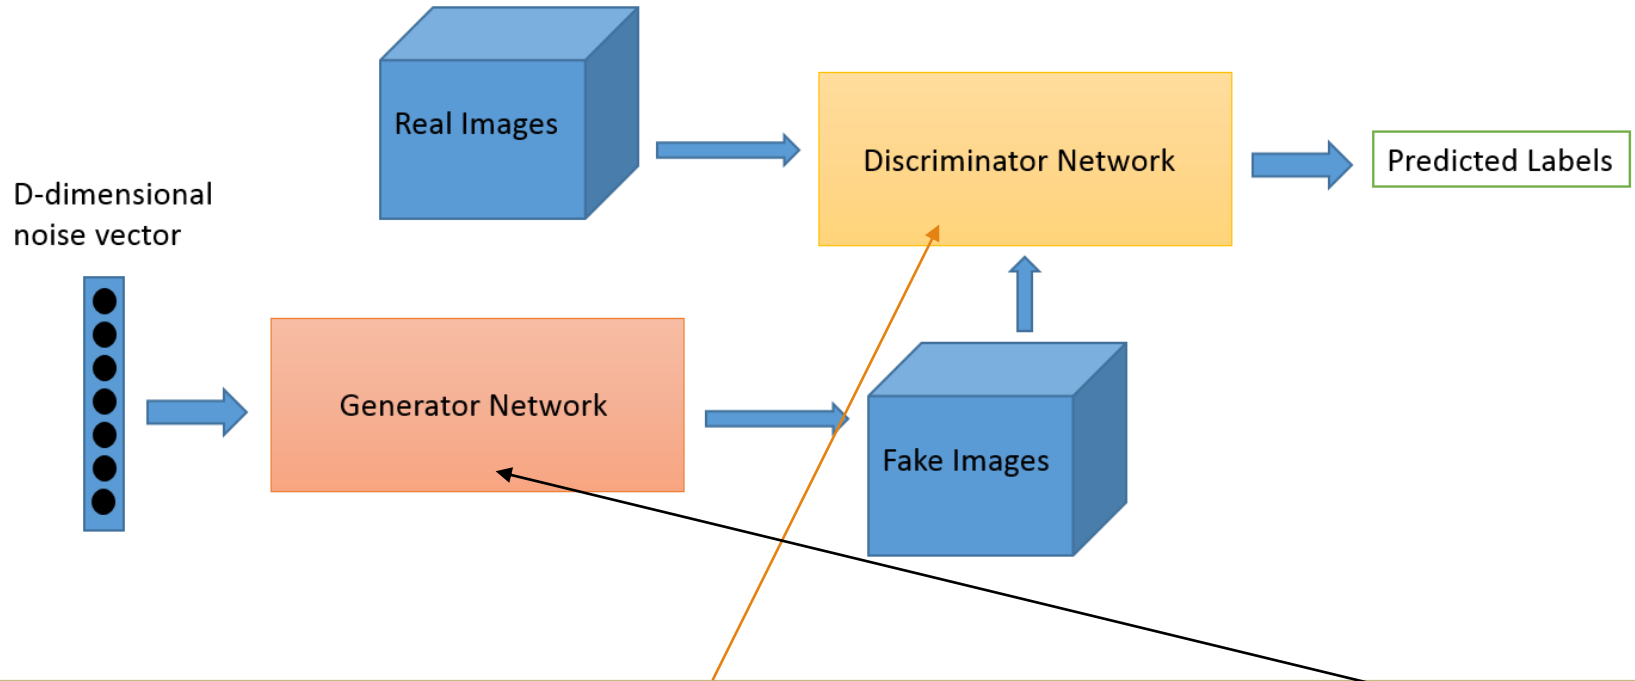 Real Images
Discriminator Network
Predicted Labels
D-dimensional
noise vector
Generator Network
Fake Images